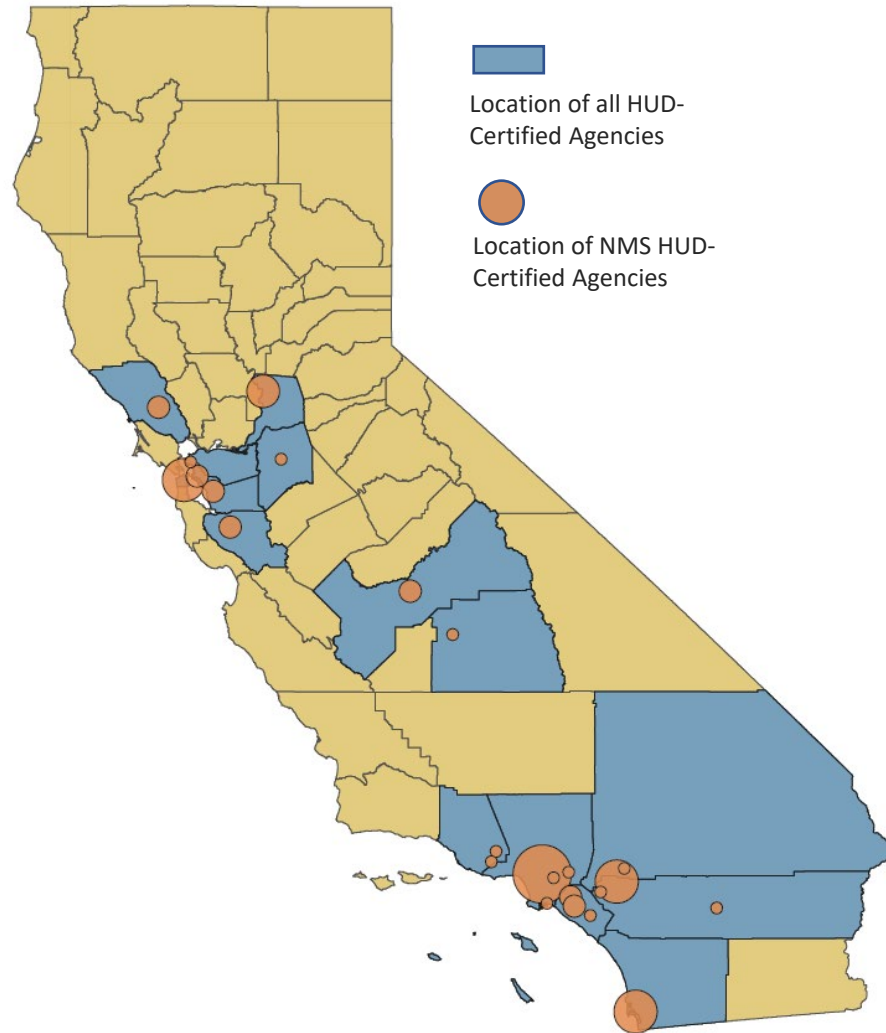 Location of all HUD-
Certified Agencies
Location of NMS HUD-
Certified Agencies